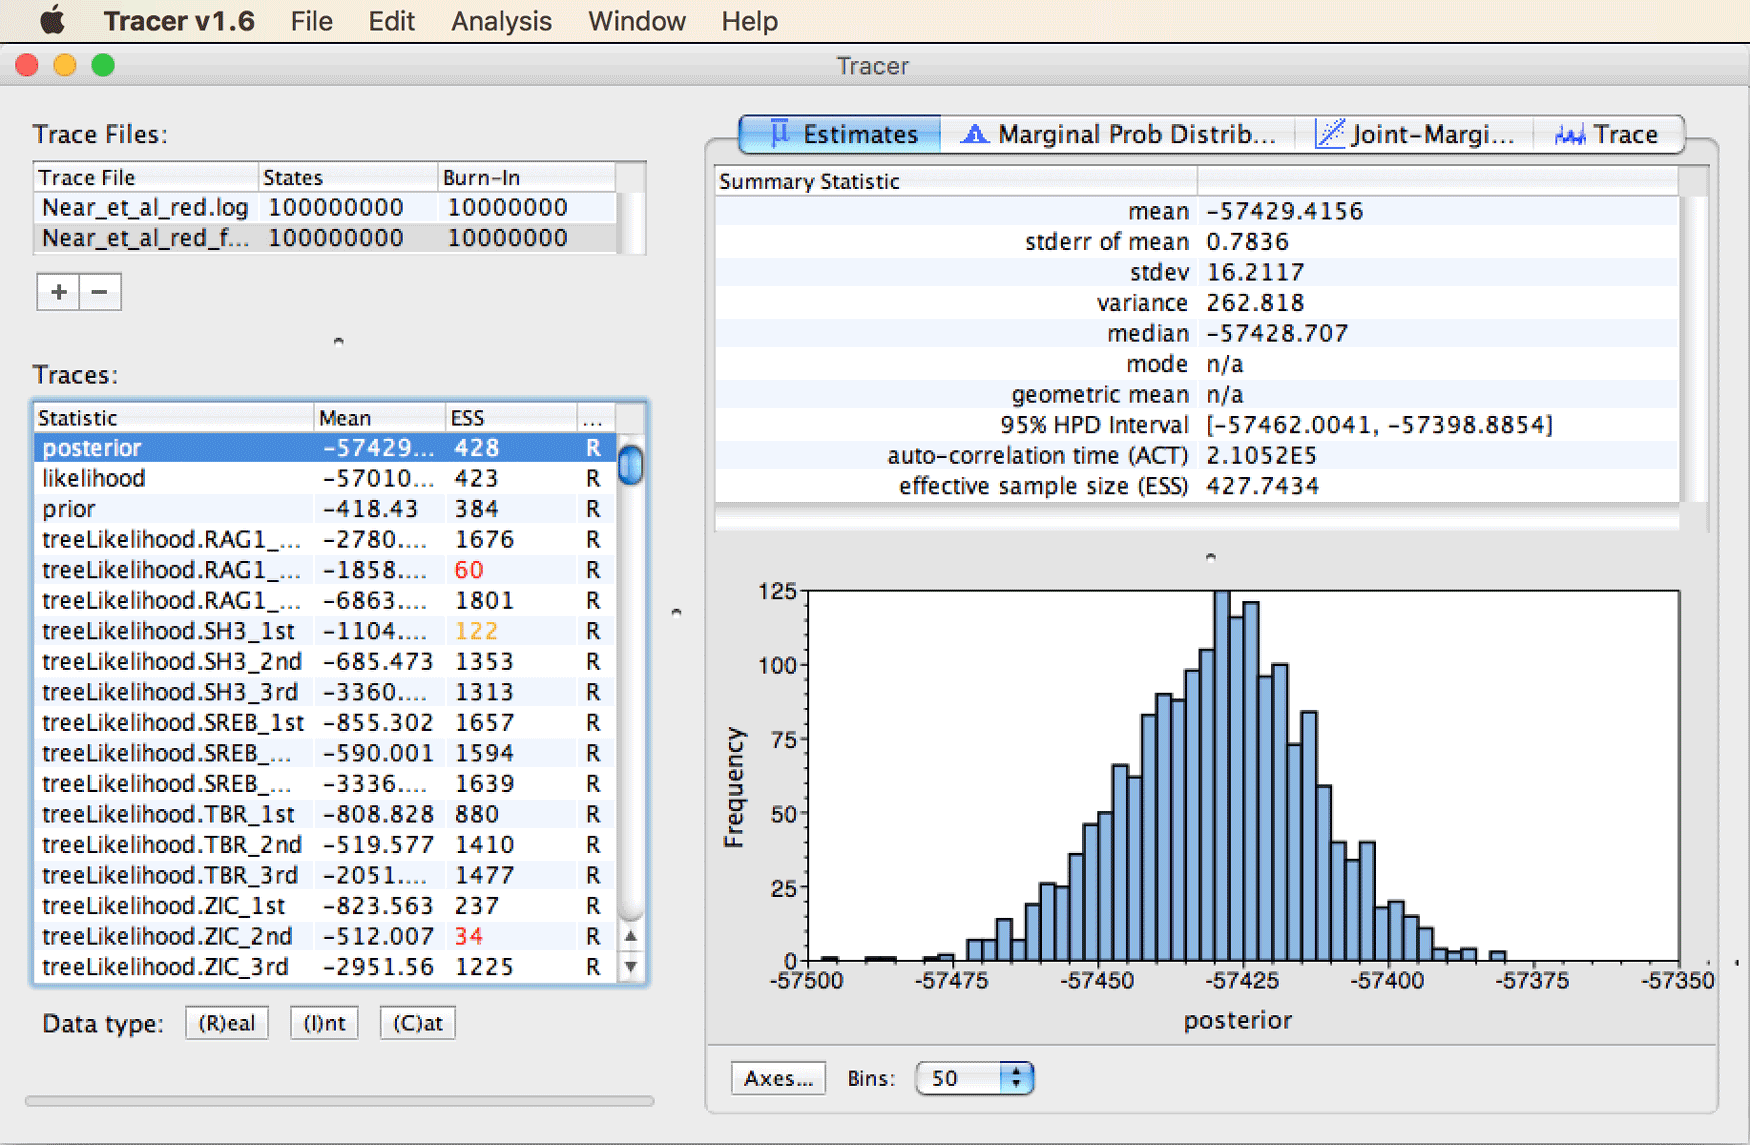 Tracer v1.6 File Edit Analysis Window Help
Tracer
Trace Files:
Trace File States Burn-In
Near_et_al_red.log 100000000 10000000
Near_et_al_red_f... 100000000 10000000
+ −
Traces:
Statistic Mean ESS ...
posterior -57429... 428 R
likelihood -57010... 423 R
prior -418.43 384 R
treeLikelihood.RAG1_... -2780.... 1676 R
treeLikelihood.RAG1_... -1858.... 60 R
treeLikelihood.RAG1_... -6863.... 1801 R
treeLikelihood.SH3_1st -1104.... 122 R
treeLikelihood.SH3_2nd -685.473 1353 R
treeLikelihood.SH3_3rd -3360.... 1313 R
treeLikelihood.SREB_1st -855.302 1657 R
treeLikelihood.SREB_... -590.001 1594 R
treeLikelihood.SREB_... -3336.... 1639 R
treeLikelihood.TBR_1st -808.828 880 R
treeLikelihood.TBR_2nd -519.577 1410 R
treeLikelihood.TBR_3rd -2051.... 1477 R
treeLikelihood.ZIC_1st -823.563 237 R
treeLikelihood.ZIC_2nd -512.007 34 R
treeLikelihood.ZIC_3rd -2951.56 1225 R
Data type: (R)eal (I)nt (C)at
μ Estimates Marginal Prob Distrib... Joint-Margi... Trace
Summary Statistic
mean -57429.4156
stderr of mean 0.7836
stdev 16.2117
variance 262.818
median -57428.707
mode n/a
geometric mean n/a
95% HPD Interval [-57462.0041, -57398.8854]
auto-correlation time (ACT) 2.1052E5
effective sample size (ESS) 427.7434
Frequency
125
100
75
50
25
0
-57500 -57475 -57450 -57425 -57400 -57375 -57350
posterior
Axes... Bins: 50